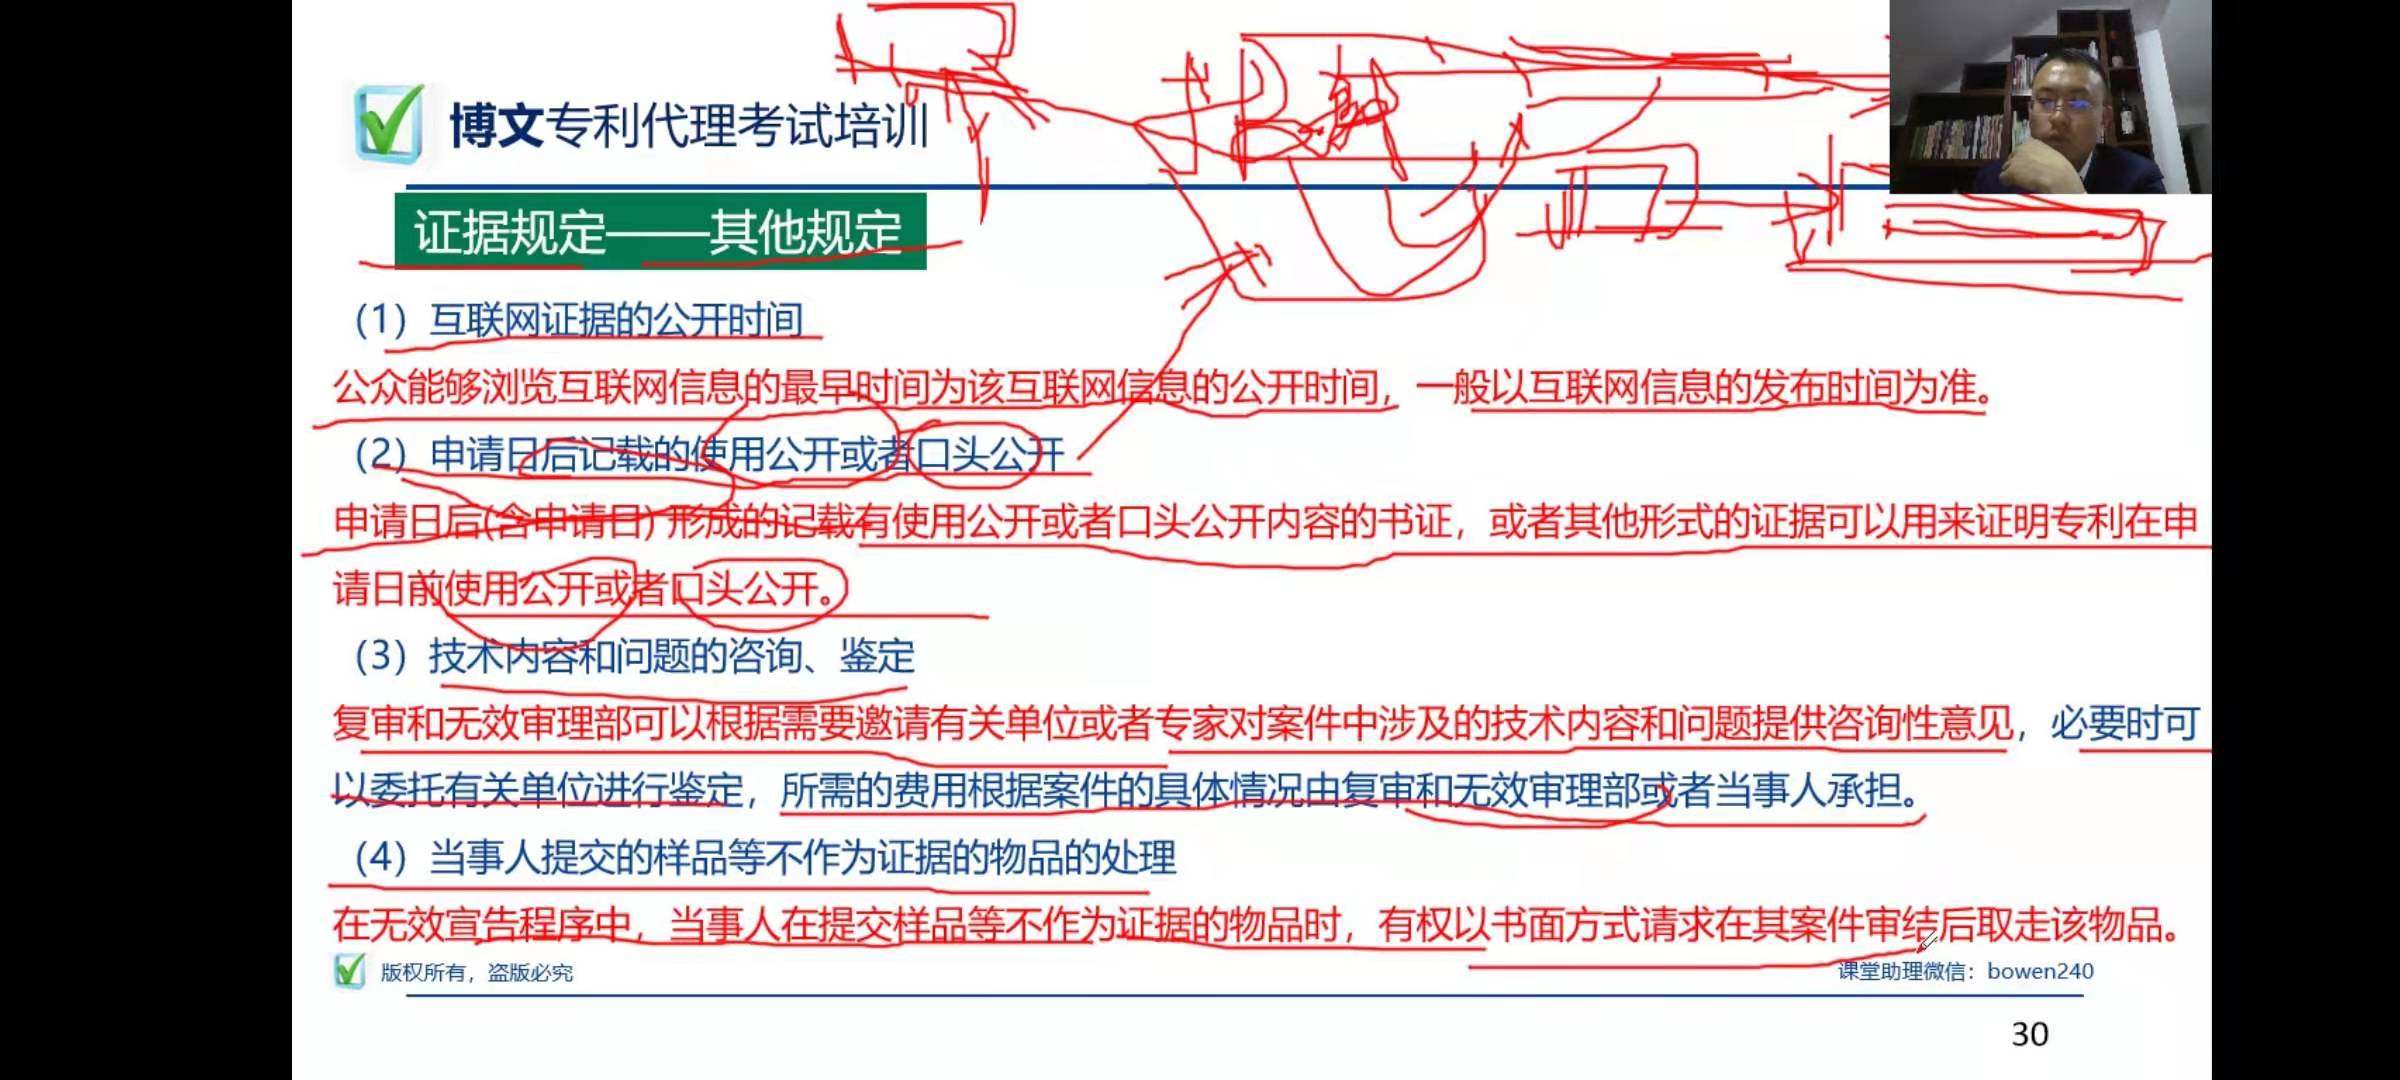 博文专利代理考试培训
证据规定——其他规定
（1）互联网证据的公开时间
公众能够浏览互联网信息的最早时间为该互联网信息的公开时间，一般以互联网信息的发布时间为准。
（2）申请日后记载的使用公开或者口头公开
申请日后(含申请日)形成的记载有使用公开或者口头公开内容的书证，或者其他形式的证据可以用来证明专利在申
请日前使用公开或者口头公开。
（3）技术内容和问题的咨询、鉴定
复审和无效审理部可以根据需要邀请有关单位或者专家对案件中涉及的技术内容和问题提供咨询性意见，必要时可
以委托有关单位进行鉴定，所需的费用根据案件的具体情况由复审和无效审理部或者当事人承担。
（4）当事人提交的样品等不作为证据的物品的处理
在无效宣告程序中，当事人在提交样品等不作为证据的物品时，有权以书面方式请求在其案件审结后取走该物品。
版权所有，盗版必究
课堂助理微信：bowen240
30